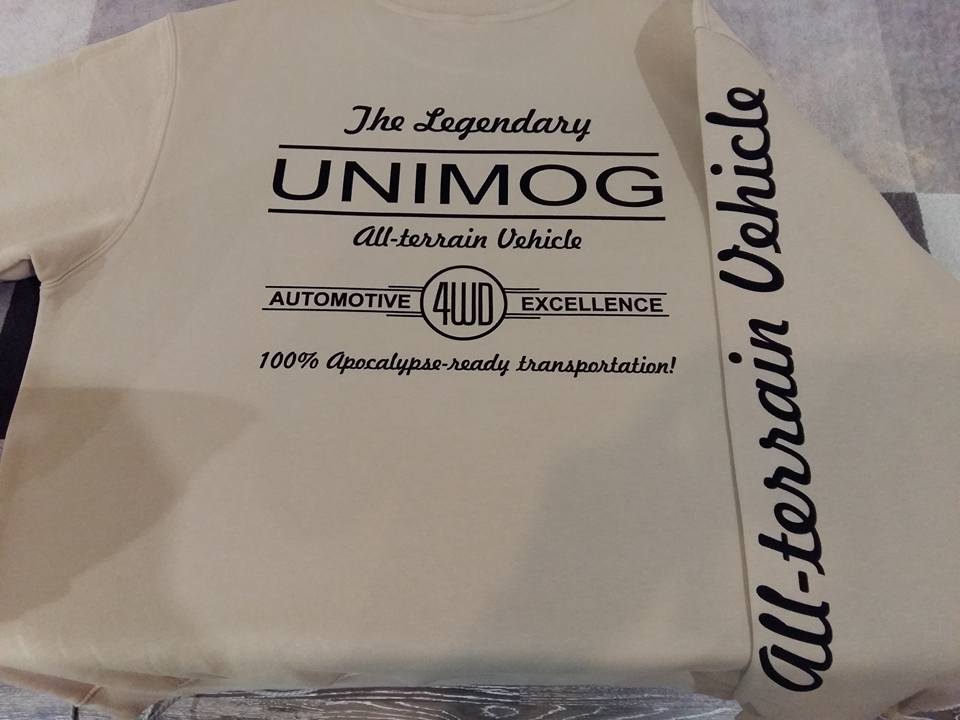 The Legendary
UNIMOG
All-terrain Vehicle
AUTOMOTIVE 4WD EXCELLENCE
100% Apocalypse-ready transportation!
All-terrain Vehicle